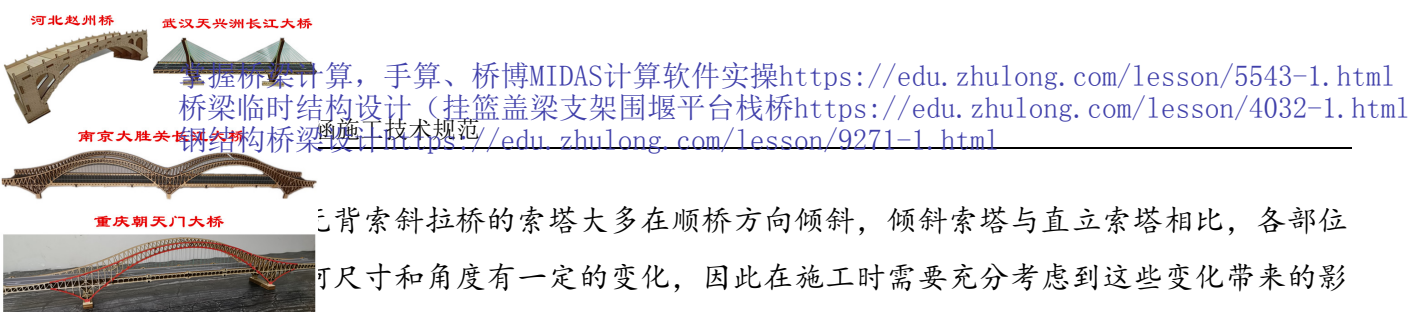 河北赵州桥
武汉天兴洲长江大桥
掌握桥梁计算，手算、桥博MIDAS计算软件实操https://edu.zhulong.com/lesson/5543-1.html
桥梁临时结构设计（挂篮盖梁支架围堰平台栈桥https://edu.zhulong.com/lesson/4032-1.html
南京大胜关长江大桥
涵施工技术规范
钢结构桥梁设计https://edu.zhulong.com/lesson/9271-1.html
重庆朝天门大桥
背索斜拉桥的索塔大多在顺桥方向倾斜，倾斜索塔与直立索塔相比，各部位
尺寸和角度有一定的变化，因此在施工时需要充分考虑到这些变化带来的影